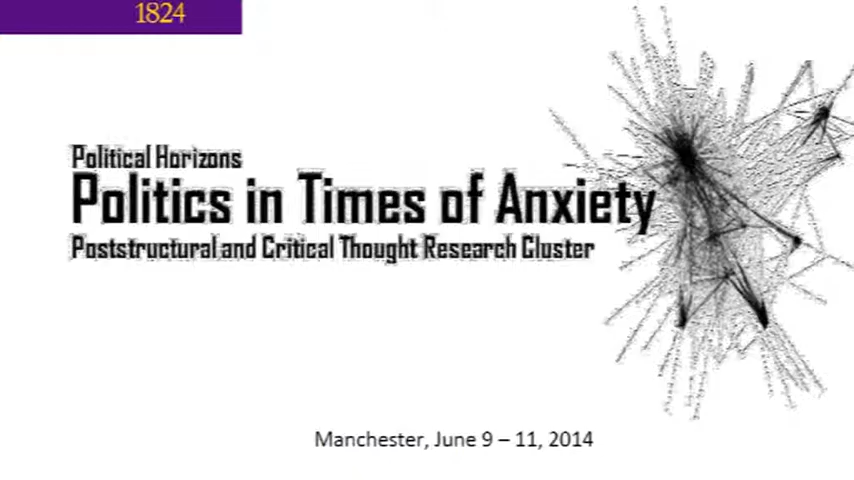 1824
Political Horizons
Politics in Times of Anxiety
Poststructural and Critical Thought Research Cluster
Manchester, June 9 – 11, 2014